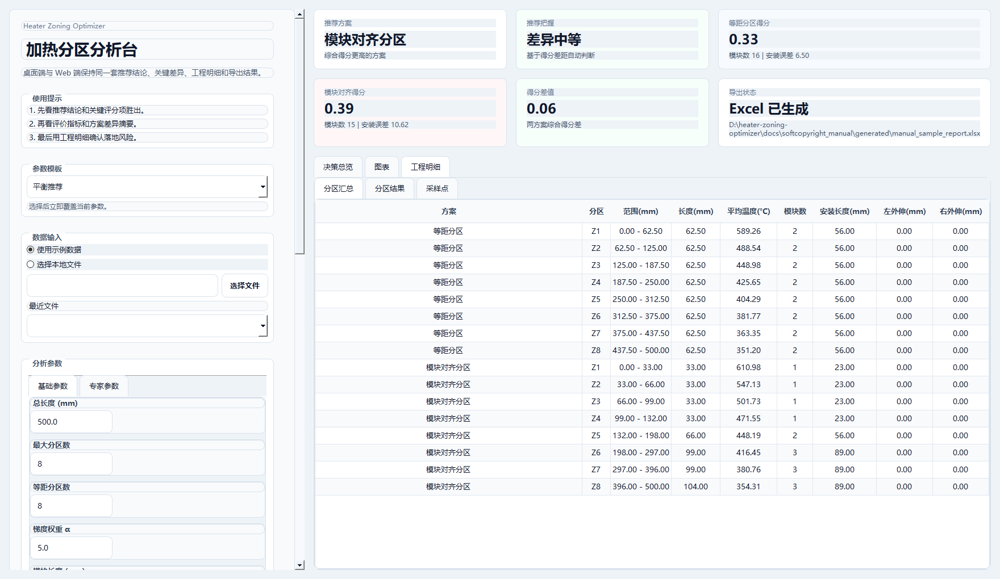 Heater Zoning Optimizer
加热分区分析台
桌面端与 Web 端保持同一套推荐结论、关键差异、工程明细和导出结果。
使用提示
1. 先看推荐结论和关键评分项胜出。
2. 再看评价指标和方案差异摘要。
3. 最后用工程明细确认落地风险。
参数模板
平衡推荐
选择后立即覆盖当前参数。
数据输入
使用示例数据
选择本地文件
选择文件
最近文件
分析参数
基础参数 专家参数
总长度 (mm)
500.0
最大分区数
8
等距分区数
8
梯度权重 α
5.0
推荐方案
模块对齐分区
综合得分更高的方案
推荐把握
差异中等
基于得分差距自动判断
等距分区得分
0.33
模块数 16 | 安装误差 6.50
模块对齐得分
0.39
模块数 15 | 安装误差 10.62
得分差值
0.06
两方案综合得分差
导出状态
Excel 已生成
D:\heater-zoning-
optimizer\docs\softcopyright_manual\generated\manual_sample_report.xlsx
决策总览 图表 工程明细
分区汇总 分区结果 采样点
方案 分区 范围(mm) 长度(mm) 平均温度(°C) 模块数 安装长度(mm) 左外伸(mm) 右外伸(mm)
等距分区 Z1 0.00 - 62.50 62.50 589.26 2 56.00 0.00 0.00
等距分区 Z2 62.50 - 125.00 62.50 488.54 2 56.00 0.00 0.00
等距分区 Z3 125.00 - 187.50 62.50 448.98 2 56.00 0.00 0.00
等距分区 Z4 187.50 - 250.00 62.50 425.65 2 56.00 0.00 0.00
等距分区 Z5 250.00 - 312.50 62.50 404.29 2 56.00 0.00 0.00
等距分区 Z6 312.50 - 375.00 62.50 381.77 2 56.00 0.00 0.00
等距分区 Z7 375.00 - 437.50 62.50 363.35 2 56.00 0.00 0.00
等距分区 Z8 437.50 - 500.00 62.50 351.20 2 56.00 0.00 0.00
模块对齐分区 Z1 0.00 - 33.00 33.00 610.98 1 23.00 0.00 0.00
模块对齐分区 Z2 33.00 - 66.00 33.00 547.13 1 23.00 0.00 0.00
模块对齐分区 Z3 66.00 - 99.00 33.00 501.73 1 23.00 0.00 0.00
模块对齐分区 Z4 99.00 - 132.00 33.00 471.55 1 23.00 0.00 0.00
模块对齐分区 Z5 132.00 - 198.00 66.00 448.19 2 56.00 0.00 0.00
模块对齐分区 Z6 198.00 - 297.00 99.00 416.45 3 89.00 0.00 0.00
模块对齐分区 Z7 297.00 - 396.00 99.00 380.76 3 89.00 0.00 0.00
模块对齐分区 Z8 396.00 - 500.00 104.00 354.31 3 89.00 0.00 0.00